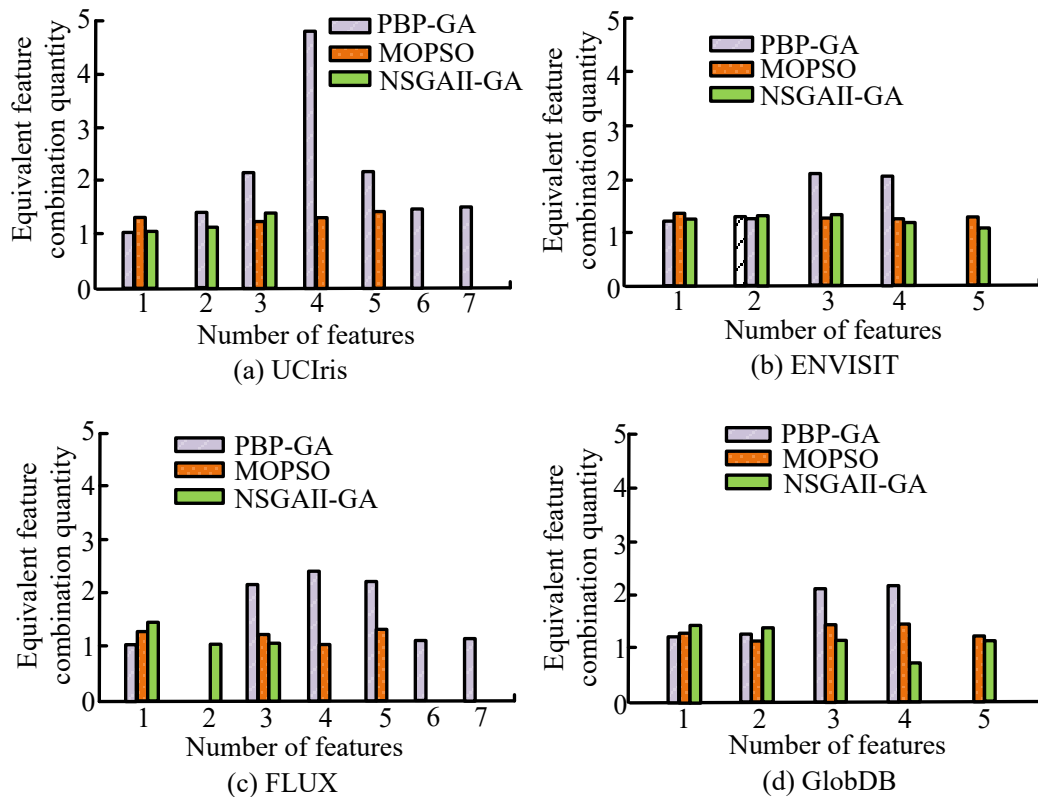 Equivalent feature
combination quantity
5
4
3
2
1
0
PBP-GA
MOPSO
NSGAII-GA
1 2 3 4 5 6 7
Number of features
(a) UCIris
Equivalent feature
combination quantity
5
4
3
2
1
0
PBP-GA
MOPSO
NSGAII-GA
1 2 3 4 5
Number of features
(b) ENVISIT
Equivalent feature
combination quantity
5
4
3
2
1
0
PBP-GA
MOPSO
NSGAII-GA
1 2 3 4 5 6 7
Number of features
(c) FLUX
Equivalent feature
combination quantity
5
4
3
2
1
0
PBP-GA
MOPSO
NSGAII-GA
1 2 3 4 5
Number of features
(d) GlobDB